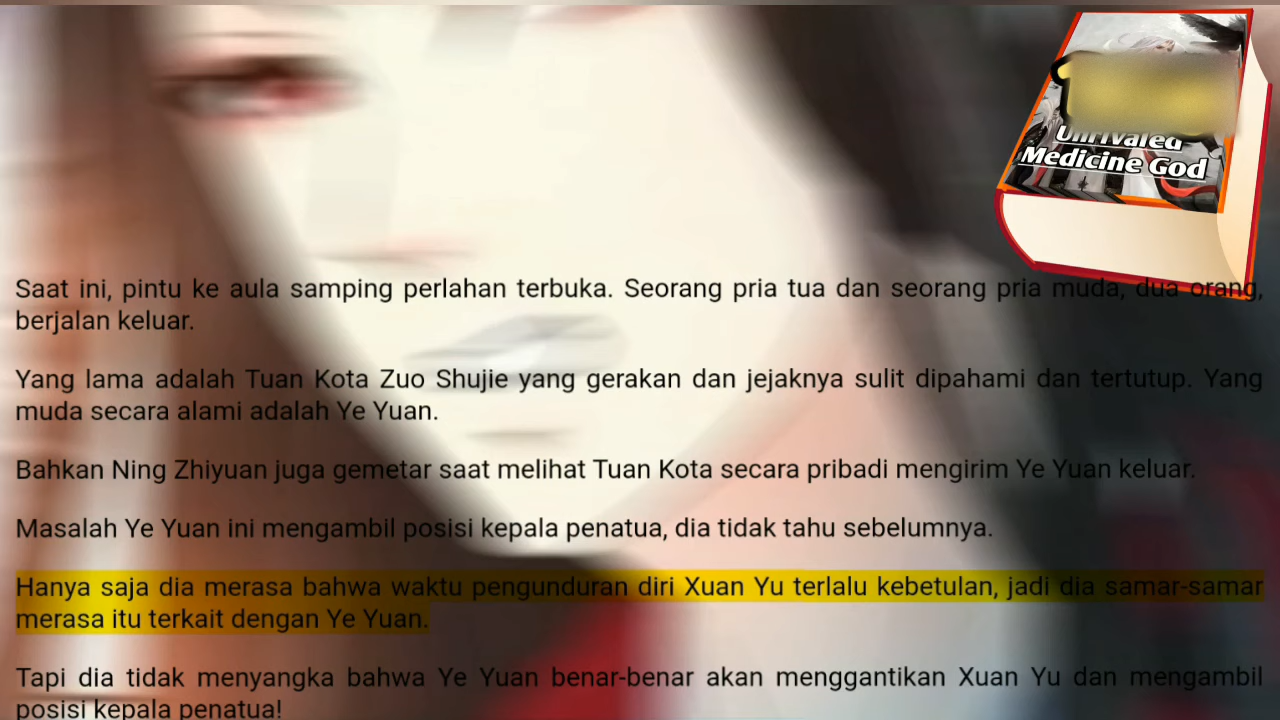 Unrivaled
Medicine God
Saat ini, pintu ke aula samping perlahan terbuka. Seorang pria tua dan seorang pria muda, dua orang,
berjalan keluar.
Yang lama adalah Tuan Kota Zuo Shujie yang gerakan dan jejaknya sulit dipahami dan tertutup. Yang
muda secara alami adalah Ye Yuan.
Bahkan Ning Zhiyuan juga gemetar saat melihat Tuan Kota secara pribadi mengirim Ye Yuan keluar.
Masalah Ye Yuan ini mengambil posisi kepala penatua, dia tidak tahu sebelumnya.
Hanya saja dia merasa bahwa waktu pengunduran diri Xuan Yu terlalu kebetulan, jadi dia samar-samar
merasa itu terkait dengan Ye Yuan.
Tapi dia tidak menyangka bahwa Ye Yuan benar-benar akan menggantikan Xuan Yu dan mengambil
posisi kepala penatua!